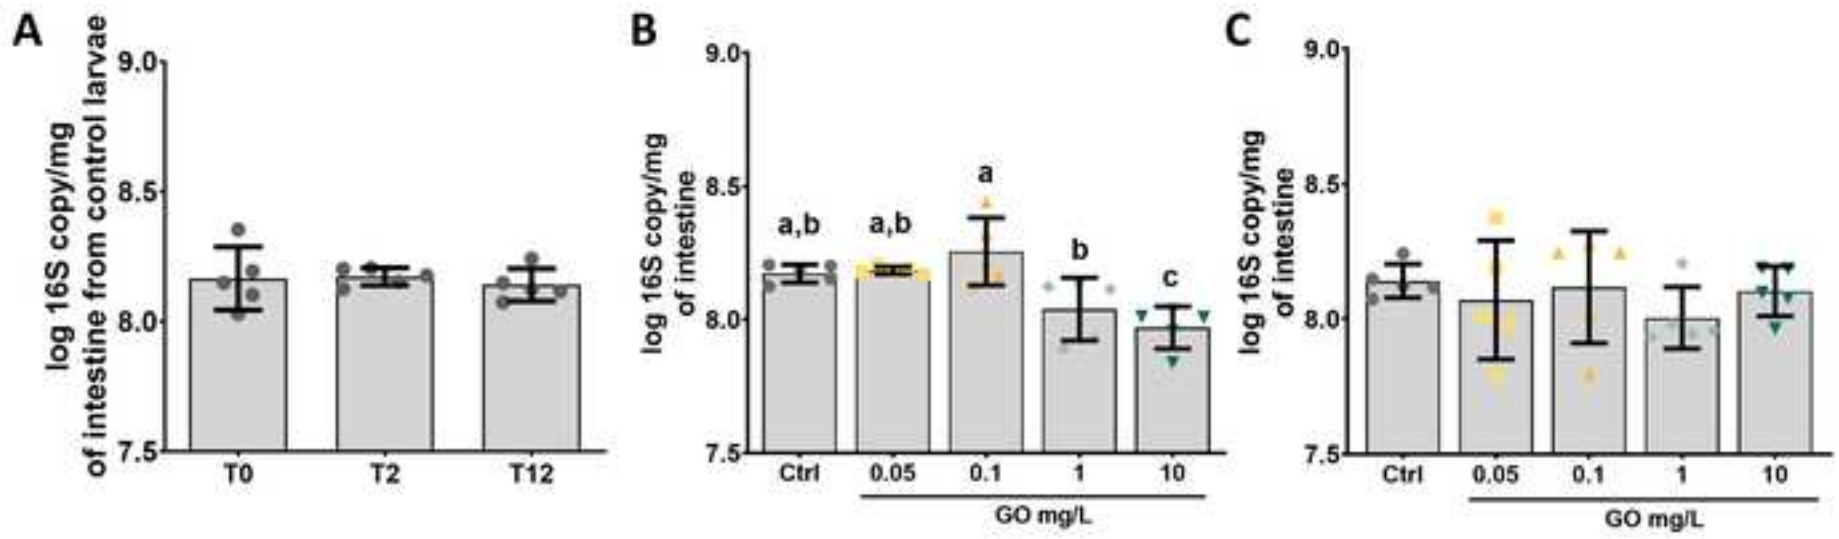 A
log 16S copy/mg
of intestine from control larvae
9.0
8.5
8.0
7.5
T0 T2 T12
B
log 16S copy/mg
of intestine
9.0
8.5
8.0
7.5
a,b a,b a b c
Ctrl 0.05 0.1 1 10
GO mg/L
C
log 16S copy/mg
of intestine
9.0
8.5
8.0
7.5
Ctrl 0.05 0.1 1 10
GO mg/L